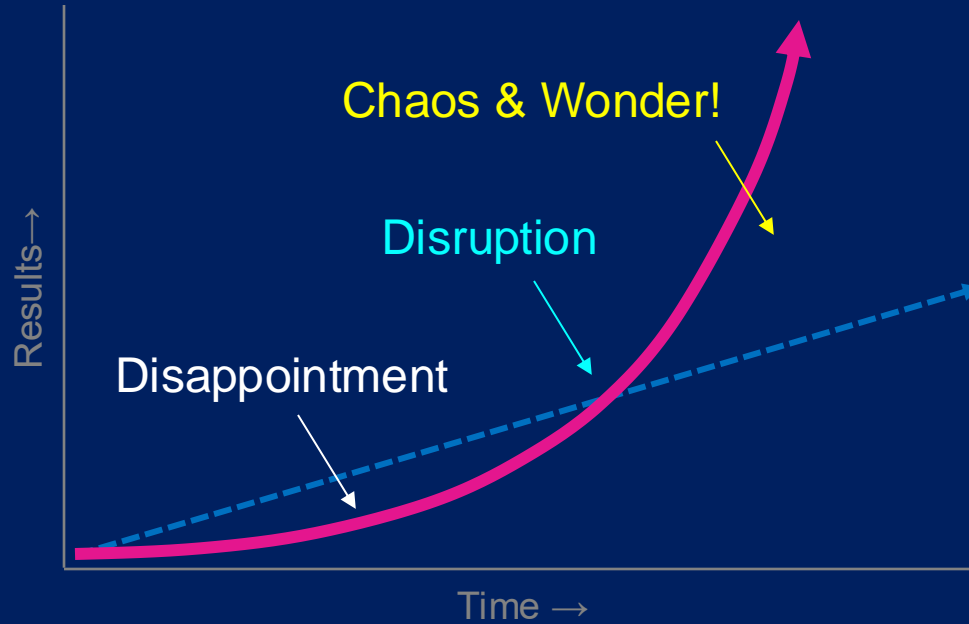 Chaos & Wonder!
Disruption
Disappointment
Results→
Time →